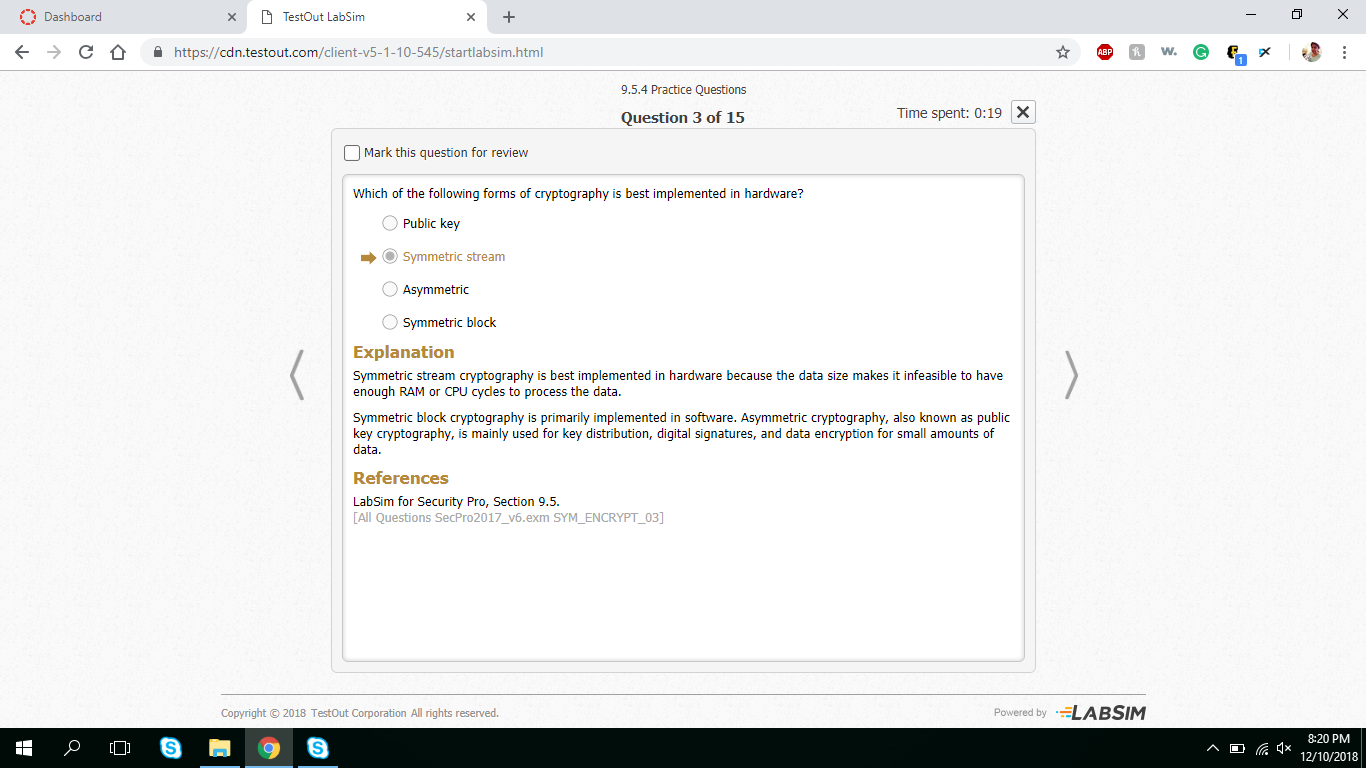 Dashboard
TestOut LabSim
https://cdn.testout.com/client-v5-1-10-545/startlabsim.html
ABP
w.
1
9.5.4 Practice Questions
Question 3 of 15
Time spent: 0:19
Mark this question for review
Which of the following forms of cryptography is best implemented in hardware?
Public key
Symmetric stream
Asymmetric
Symmetric block
Explanation
Symmetric stream cryptography is best implemented in hardware because the data size makes it infeasible to have
enough RAM or CPU cycles to process the data.
Symmetric block cryptography is primarily implemented in software. Asymmetric cryptography, also known as public
key cryptography, is mainly used for key distribution, digital signatures, and data encryption for small amounts of
data.
References
LabSim for Security Pro, Section 9.5.
[All Questions SecPro2017_v6.exm SYM_ENCRYPT_03]
Copyright © 2018 TestOut Corporation All rights reserved.
Powered by LABSIM
8:20 PM
12/10/2018